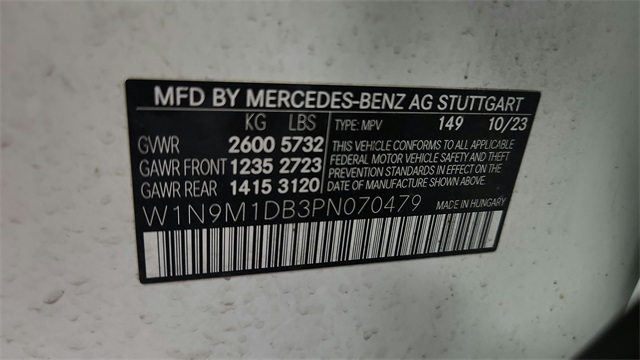 MFD BY MERCEDES-BENZ AG STUTTGART
KG LBS TYPE: MPV 149 10/23
GVWR 2600 5732
GAWR FRONT 1235 2723
GAWR REAR 1415 3120
THIS VEHICLE CONFORMS TO ALL APPLICABLE
FEDERAL MOTOR VEHICLE SAFETY AND THEFT
PREVENTION STANDARDS IN EFFECT ON THE
DATE OF MANUFACTURE SHOWN ABOVE.
W1N9M1DB3PN070479 MADE IN HUNGARY